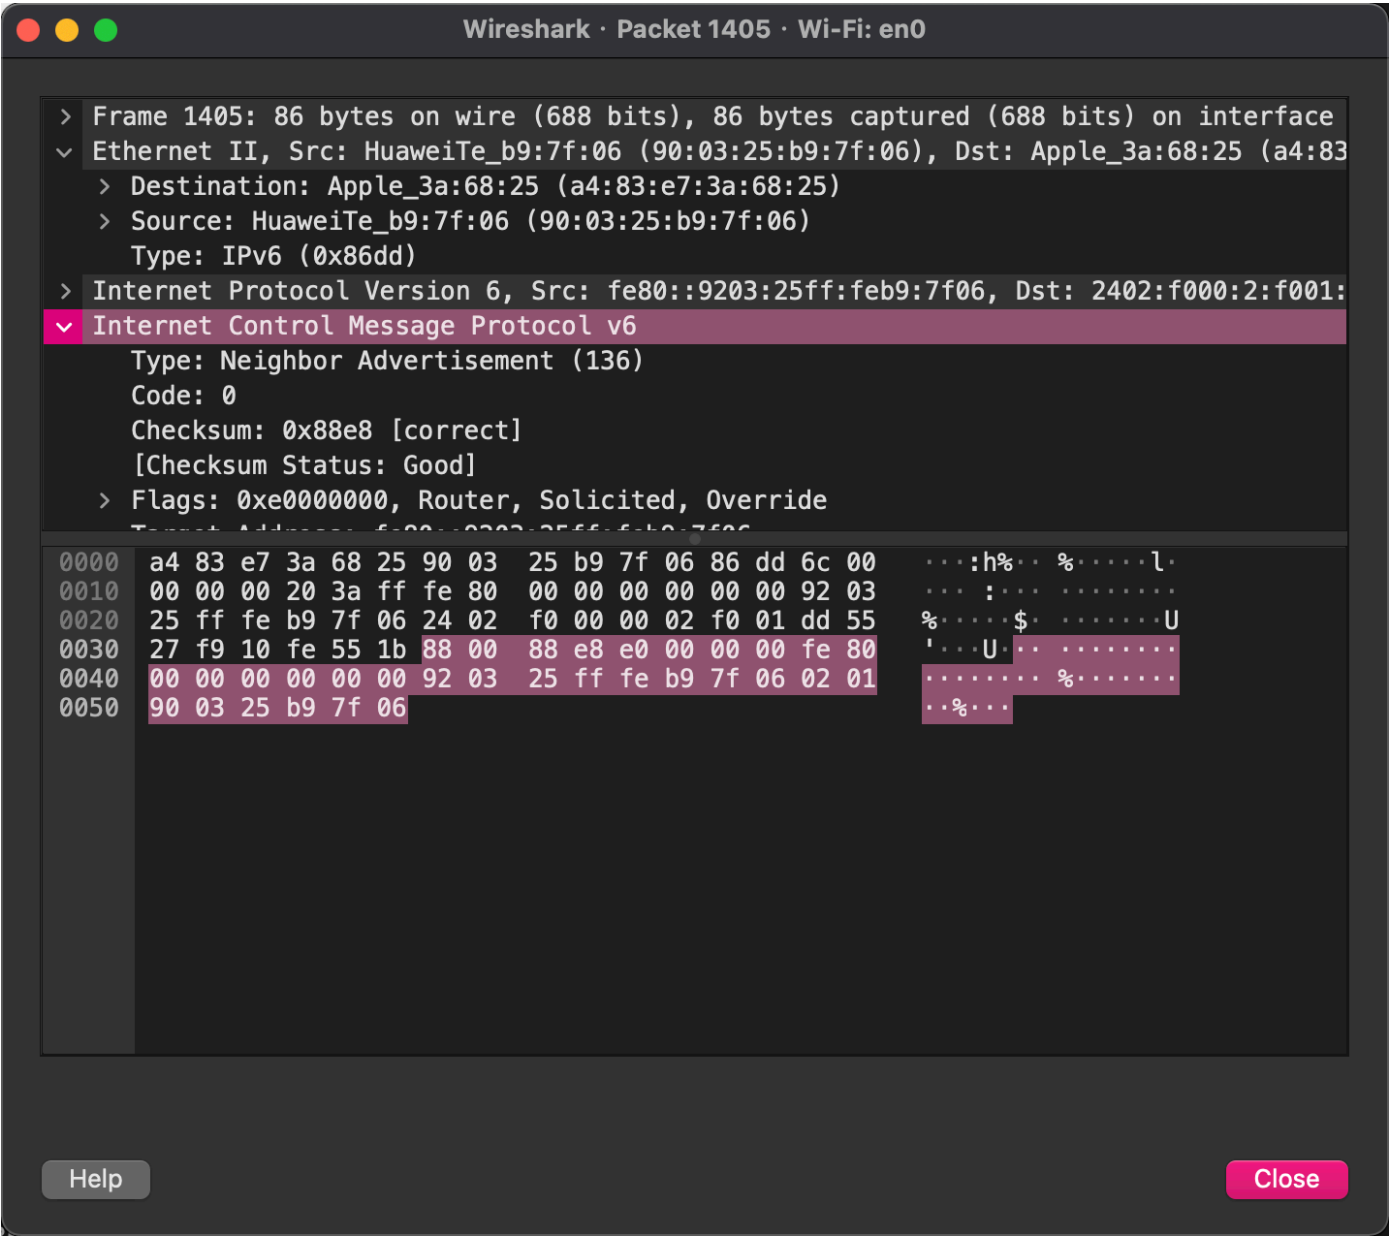 Wireshark · Packet 1405 · Wi-Fi: en0
Frame 1405: 86 bytes on wire (688 bits), 86 bytes captured (688 bits) on interface
Ethernet II, Src: HuaweiTe_b9:7f:06 (90:03:25:b9:7f:06), Dst: Apple_3a:68:25 (a4:83
Destination: Apple_3a:68:25 (a4:83:e7:3a:68:25)
Source: HuaweiTe_b9:7f:06 (90:03:25:b9:7f:06)
Type: IPv6 (0x86dd)
Internet Protocol Version 6, Src: fe80::9203:25ff:feb9:7f06, Dst: 2402:f000:2:f001:
Internet Control Message Protocol v6
Type: Neighbor Advertisement (136)
Code: 0
Checksum: 0x88e8 [correct]
[Checksum Status: Good]
Flags: 0xe0000000, Router, Solicited, Override
Target Address: fe80::9203:25ff:feb9:7f06
0000 a4 83 e7 3a 68 25 90 03 25 b9 7f 06 86 dd 6c 00 ···:h%·· %·····l·
0010 00 00 00 20 3a ff fe 80 00 00 00 00 00 00 92 03 ··· :··· ········
0020 25 ff fe b9 7f 06 24 02 f0 00 00 02 f0 01 dd 55 %·····$· ·······U
0030 27 f9 10 fe 55 1b 88 00 88 e8 e0 00 00 00 fe 80 '···U··· ········
0040 00 00 00 00 00 00 92 03 25 ff fe b9 7f 06 02 01 ········ %·······
0050 90 03 25 b9 7f 06 ··%···
Help
Close